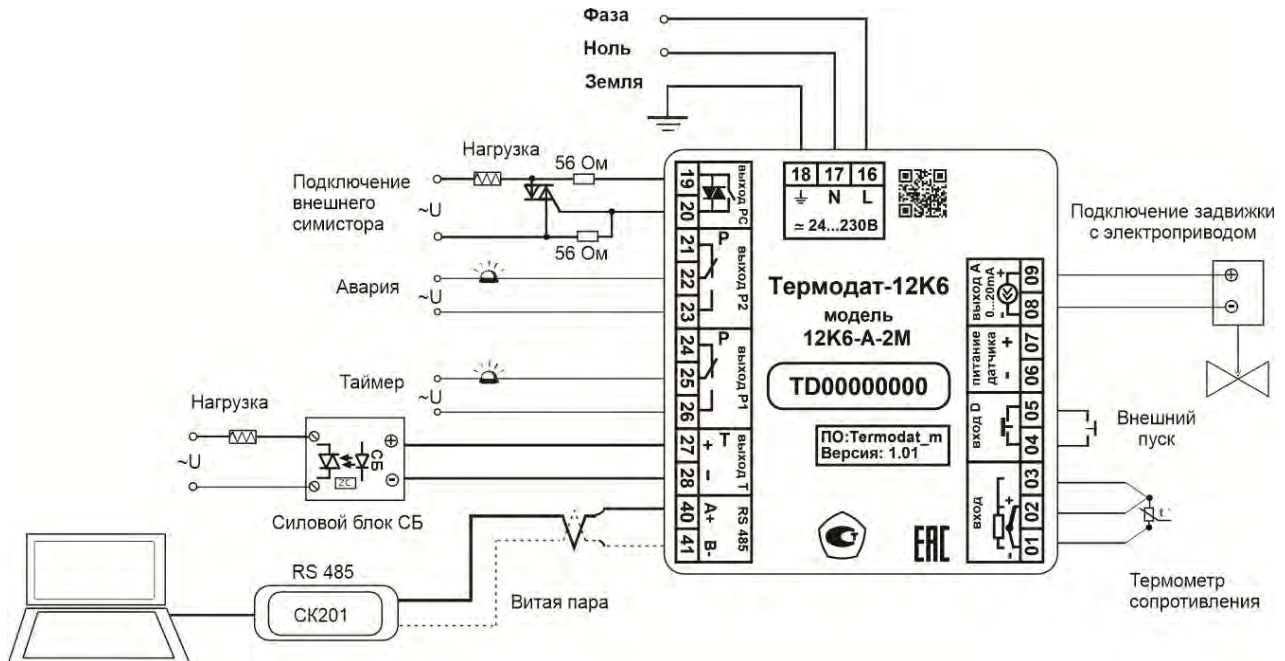 Фаза
Ноль
Земля
Нагрузка
56 Ом
Подключение
внешнего
симистора
~U
56 Ом
Авария
~U
Таймер
~U
Нагрузка
~U
СБ
ZC
Силовой блок СБ
RS 485
СК201
Витая пара
19
20
выход РС
21
22
23
Р
выход Р2
24
25
26
Р
выход Р1
27
28
+ Т
-
выход Т
40
41
A+
B-
RS 485
18 17 16
N L
≃ 24...230В
Термодат-12К6
модель
12К6-А-2М
TD00000000
ПО:Termodat_m
Версия: 1.01
С Т
ЕАС
выход А
0...20mA
+
-
09
08
питание
датчика
+
-
07
06
вход D
05
04
вход
+
-
03
02
01
Подключение задвижки
с электроприводом
Внешний
пуск
t°
Термометр
сопротивления